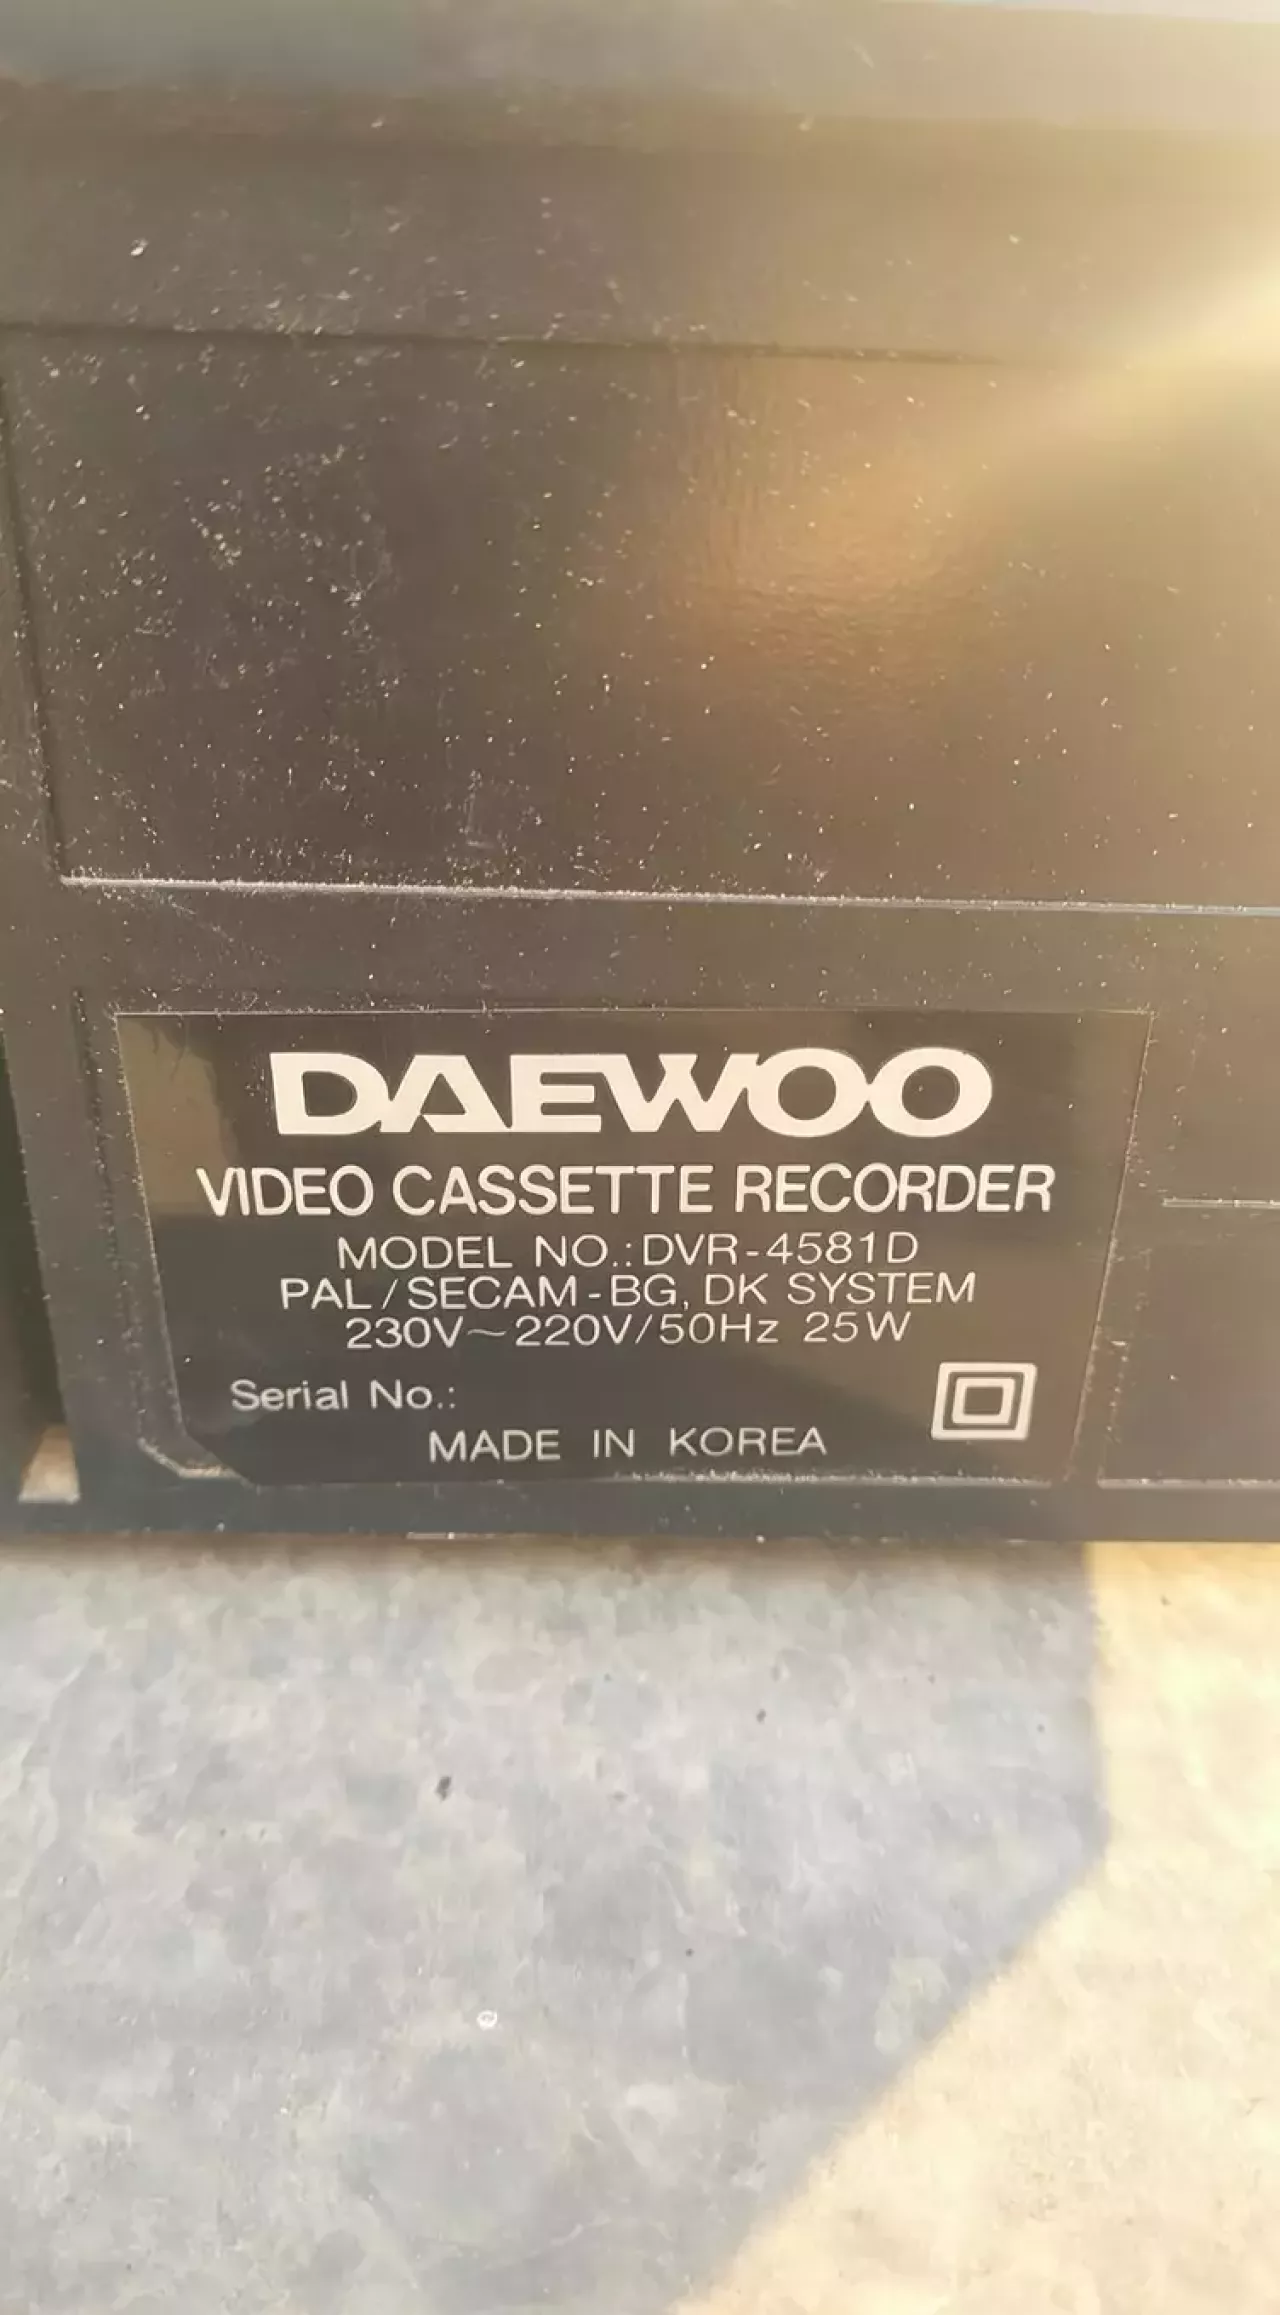 DAEWOO
VIDEO CASSETTE RECORDER
MODEL NO.: DVR-4581D
PAL/SECAM-BG, DK SYSTEM
230V~220V/50Hz 25W
Serial No.:
MADE IN KOREA